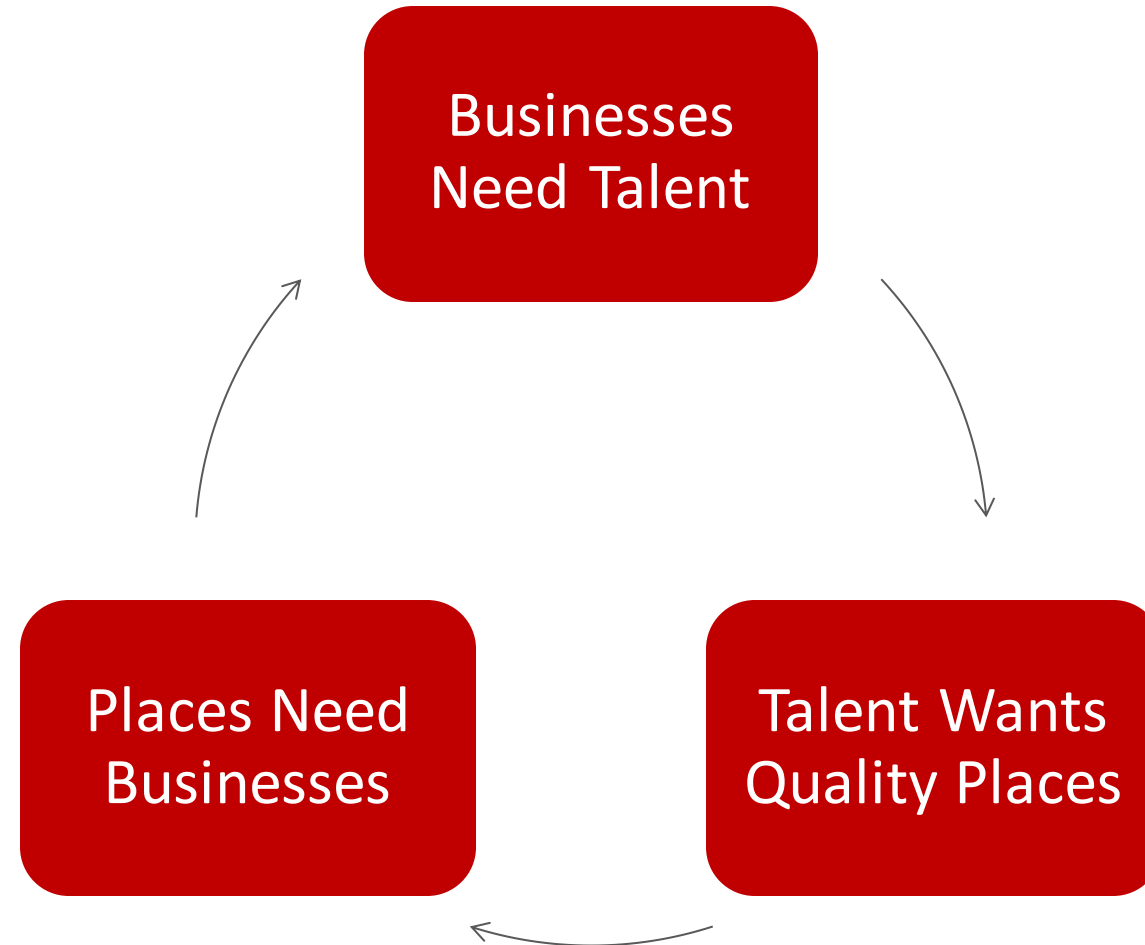 Businesses
Need Talent
Talent Wants
Quality Places
Places Need
Businesses